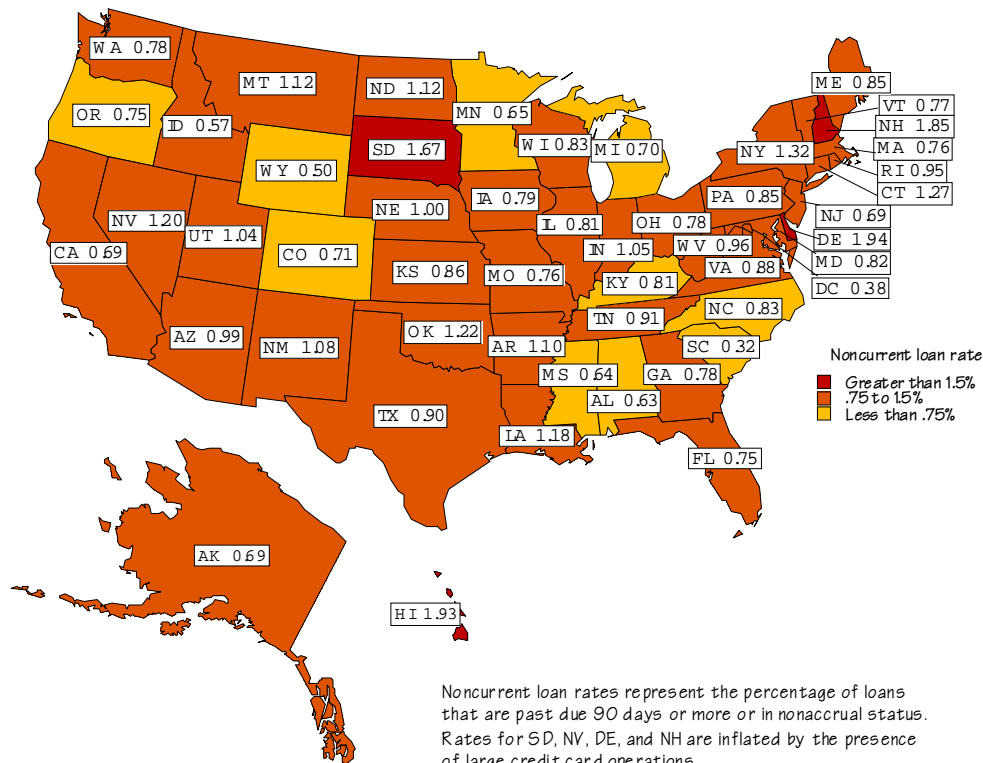 WA 0.78
MT 1.12
ND 1.12
ME 0.85
OR 0.75
ID 0.57
MN 0.65
VT 0.77
NH 1.85
SD 1.67
WI 0.83
MI 0.70
NY 1.32
MA 0.76
WY 0.50
RI 0.95
CT 1.27
IA 0.79
PA 0.85
NE 1.00
NV 1.20
UT 1.04
IL 0.81
OH 0.78
NJ 0.69
CA 0.69
CO 0.71
IN 1.05
WV 0.96
DE 1.94
KS 0.86
MO 0.76
VA 0.88
MD 0.82
KY 0.81
DC 0.38
AZ 0.99
NM 1.08
OK 1.22
TN 0.91
NC 0.83
AR 1.10
SC 0.32
MS 0.64
GA 0.78
TX 0.90
AL 0.63
LA 1.18
FL 0.75
AK 0.69
HI 1.93
Noncurrent loan rate
Greater than 1.5%
.75 to 1.5%
Less than .75%
Noncurrent loan rates represent the percentage of loans
that are past due 90 days or more or in nonaccrual status.
Rates for SD, NV, DE, and NH are inflated by the presence
of large credit card operations